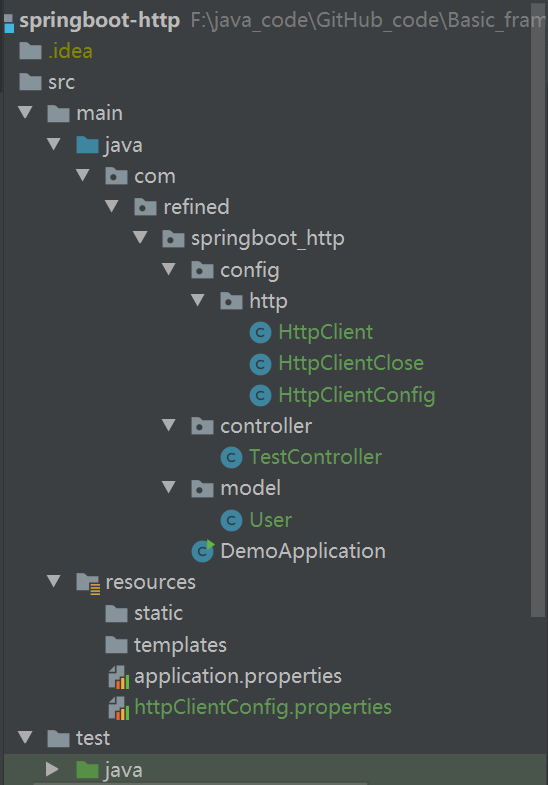 springboot-http F:\java_code\GitHub_code\Basic_fram
.idea
src
main
java
com
refined
springboot_http
config
http
C HttpClient
C HttpClientClose
C HttpClientConfig
controller
C TestController
model
C User
C DemoApplication
resources
static
templates
application.properties
httpClientConfig.properties
test
java